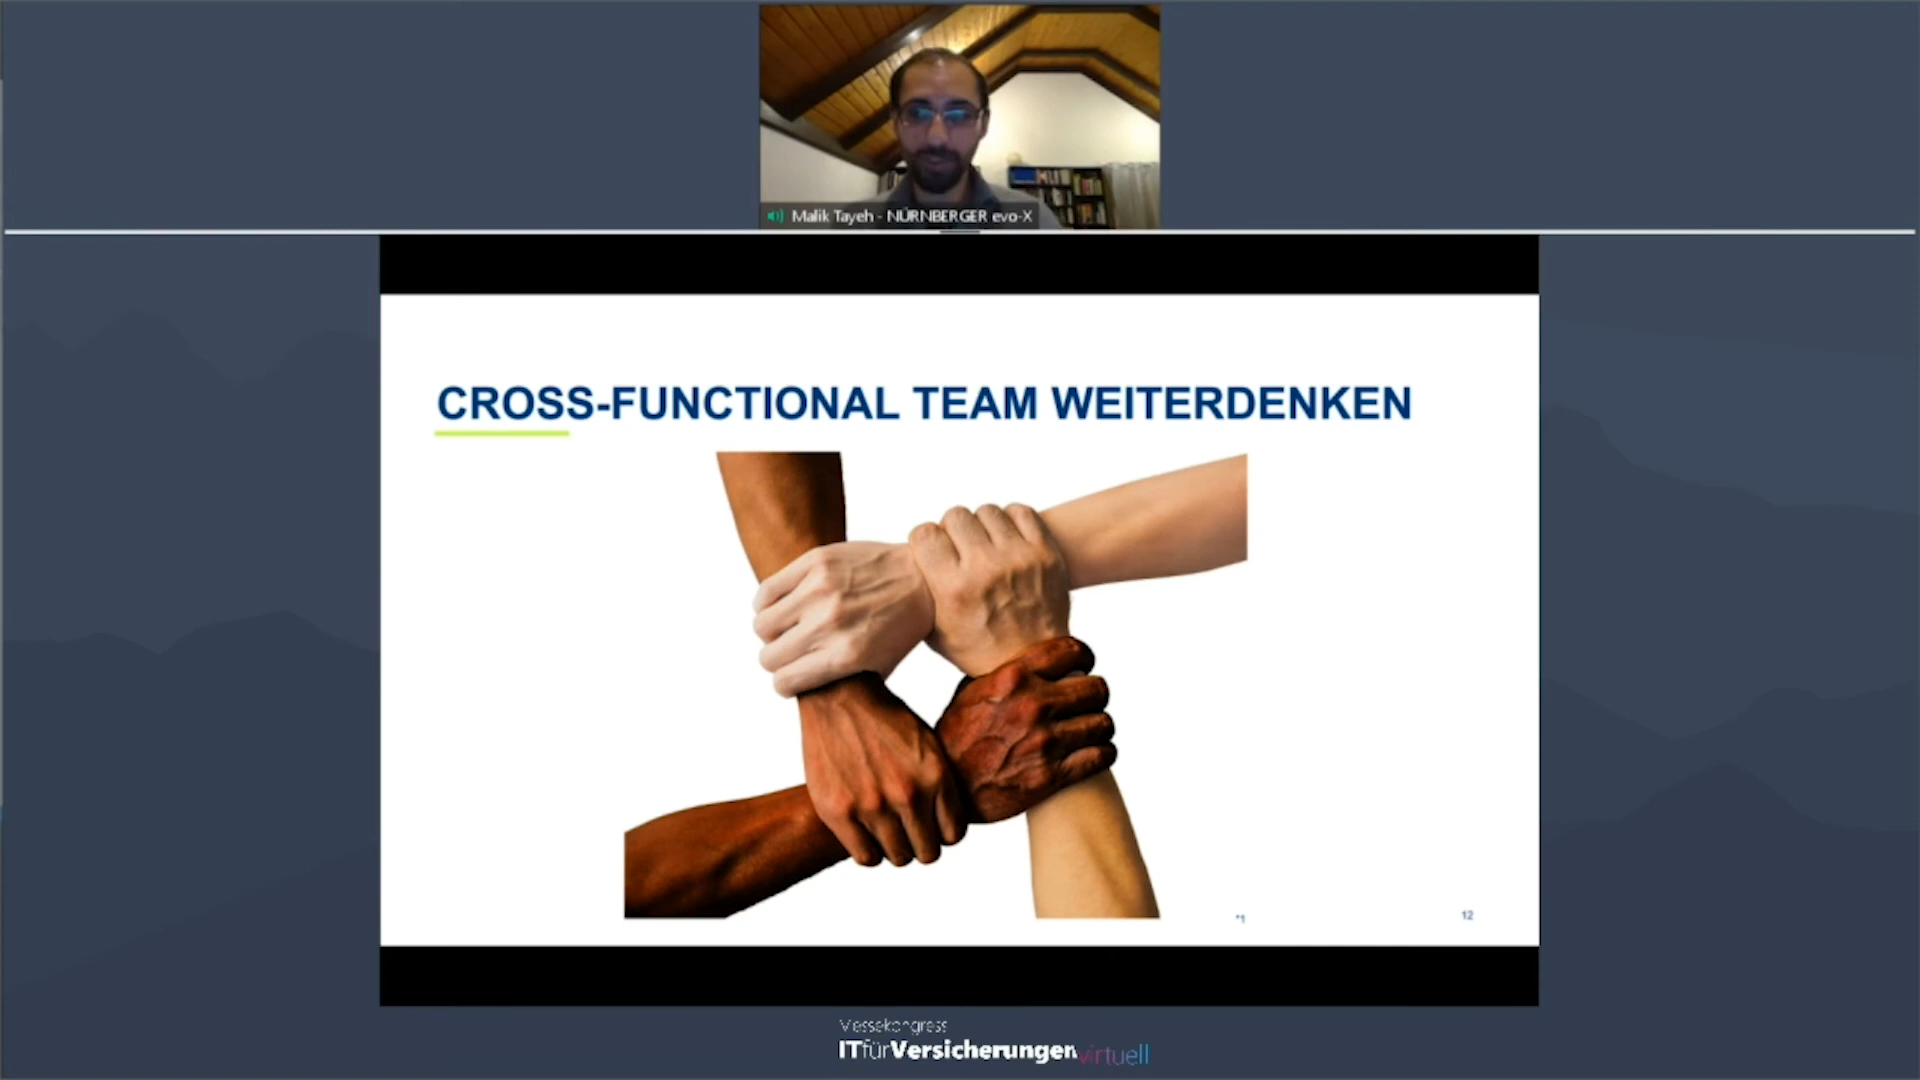 Malik Tayeh - NÜRNBERGER evo-X
CROSS-FUNCTIONAL TEAM WEITERDENKEN
*1
12
Messekongress
ITfürVersicherungen virtuell